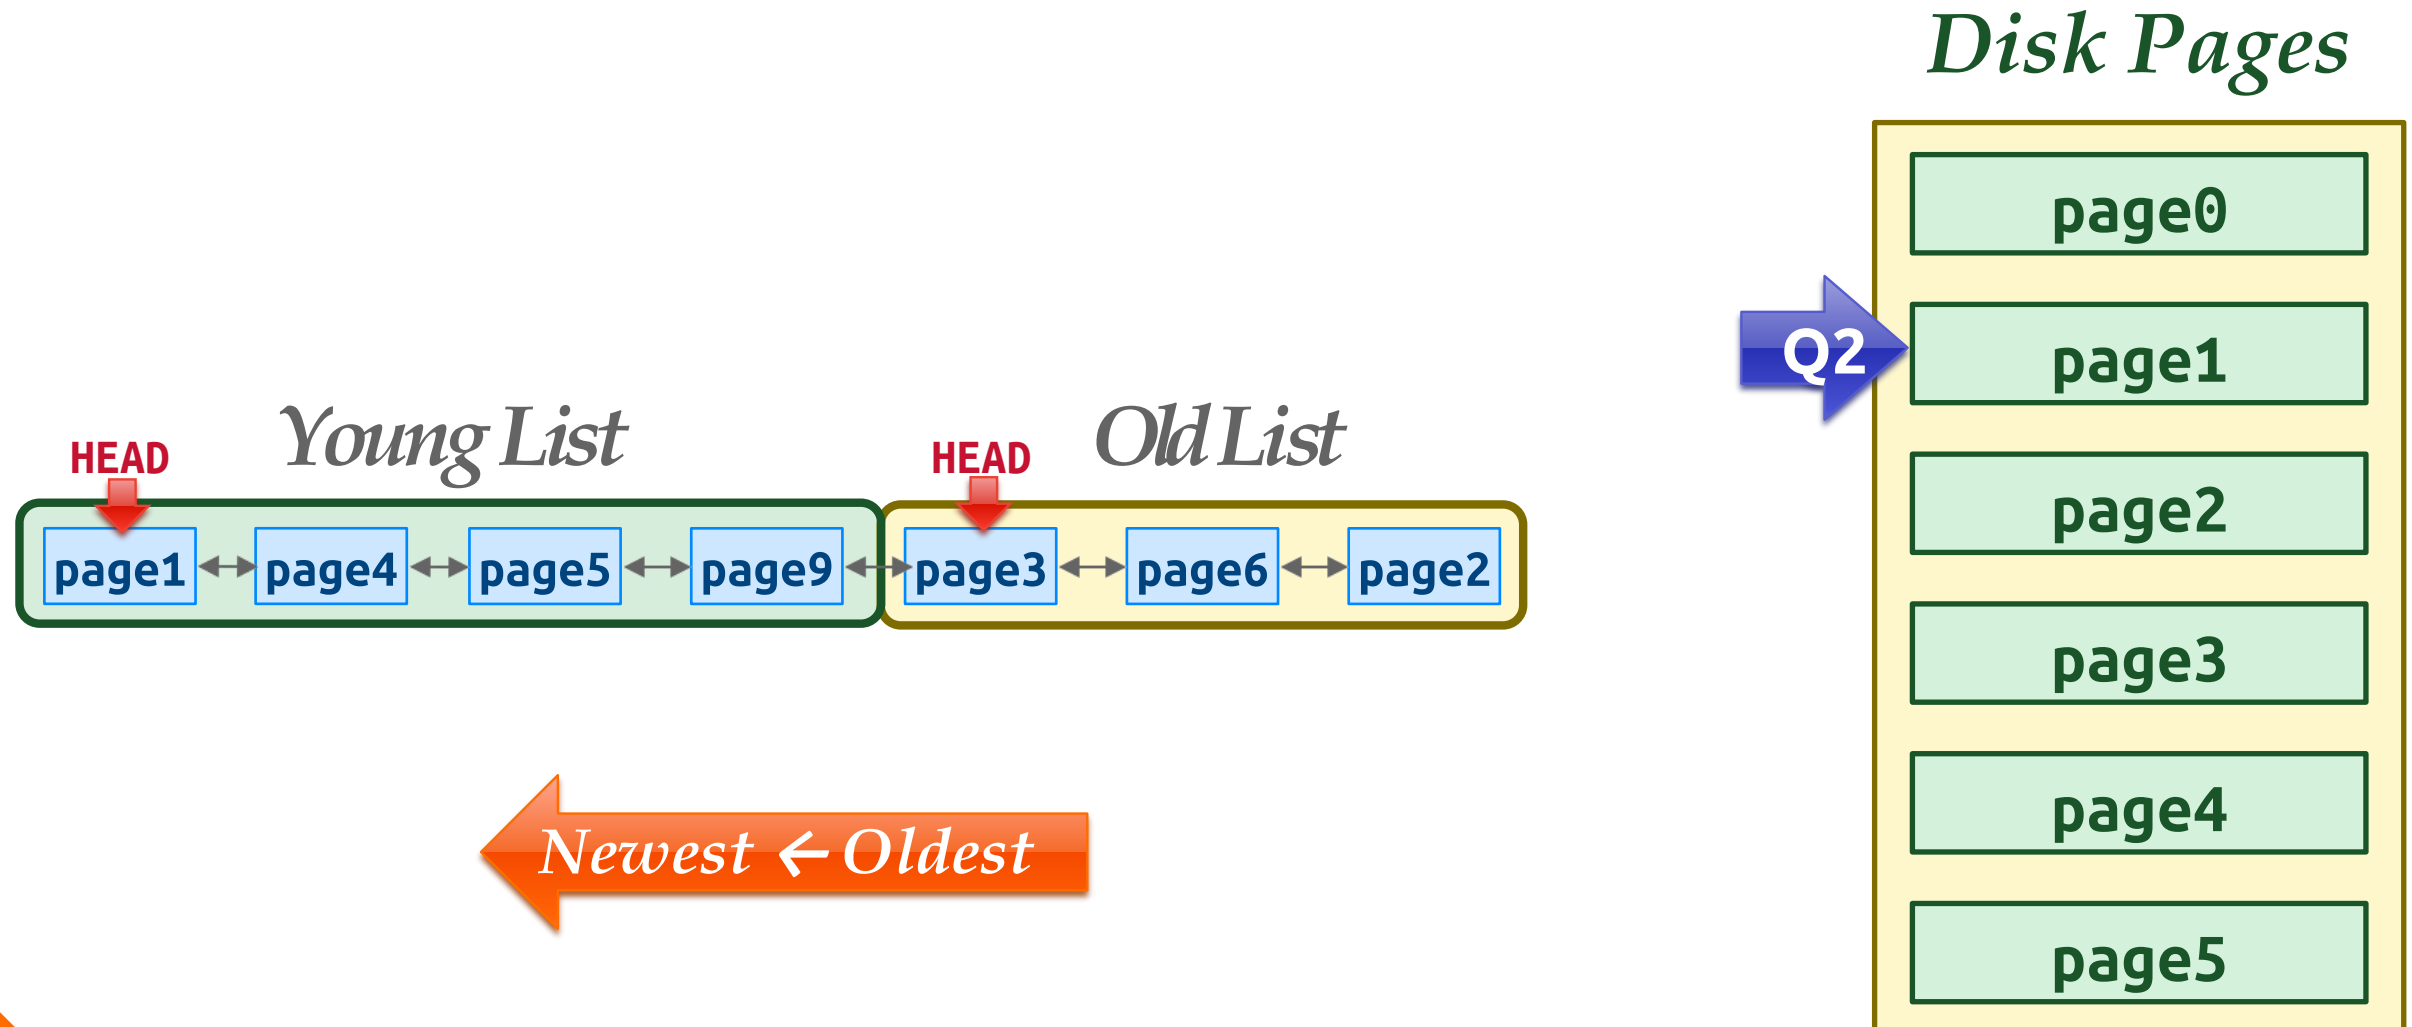 Disk Pages
page0
Q2
page1
page2
page3
page4
page5
Young List
Old List
HEAD
HEAD
page1 page4 page5 page9 page3 page6 page2
Newest ← Oldest